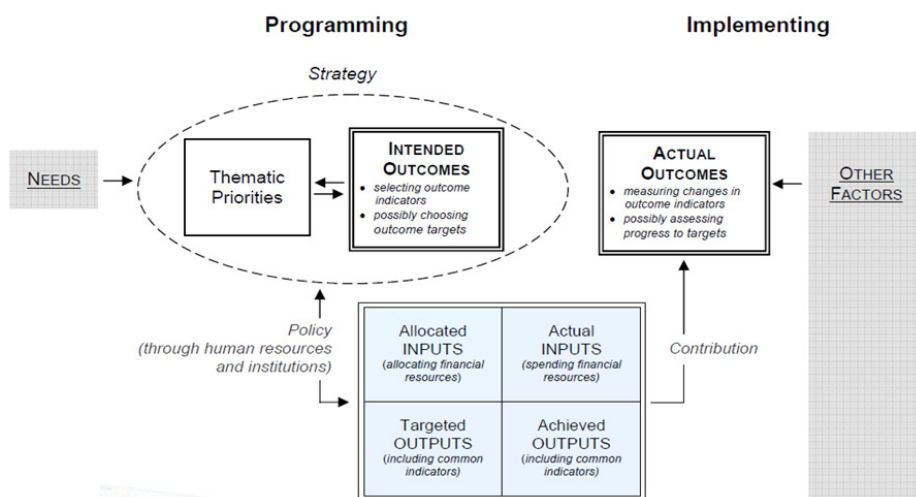 Programming
Implementing
Strategy
NEEDS
Thematic
Priorities
INTENDED
OUTCOMES
• selecting outcome
indicators
• possibly choosing
outcome targets
ACTUAL
OUTCOMES
• measuring changes in
outcome indicators
• possibly assessing
progress to targets
OTHER
FACTORS
Policy
(through human resources
and institutions)
Allocated
INPUTS
(allocating financial
resources)
Actual
INPUTS
(spending financial
resources)
Contribution
Targeted
OUTPUTS
(including common
indicators)
Achieved
OUTPUTS
(including common
indicators)